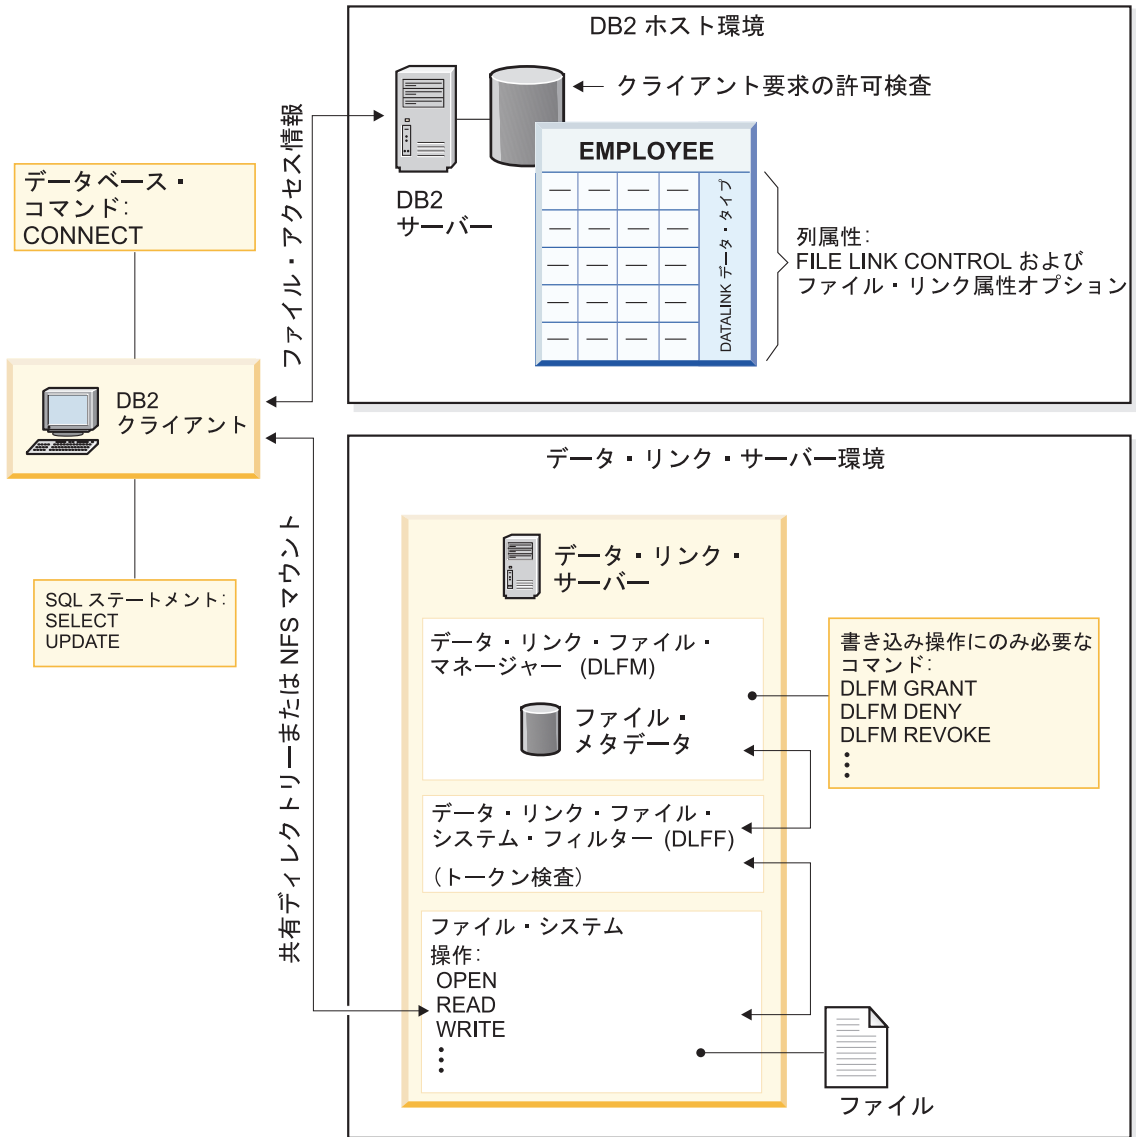 DB2 ホスト環境
クライアント要求の許可検査
EMPLOYEE
DATALINK データ・タイプ
DB2
サーバー
列属性:
FILE LINK CONTROL および
ファイル・リンク属性オプション
ファイル・アクセス情報
データベース・
コマンド:
CONNECT
DB2
クライアント
SQL ステートメント:
SELECT
UPDATE
共有ディレクトリーまたは NFS マウント
データ・リンク・サーバー環境
データ・リンク・
サーバー
データ・リンク・ファイル・
マネージャー (DLFM)
ファイル・
メタデータ
書き込み操作にのみ必要な
コマンド:
DLFM GRANT
DLFM DENY
DLFM REVOKE
⋮
データ・リンク・ファイル・
システム・フィルター (DLFF)
(トークン検査)
ファイル・システム
操作:
OPEN
READ
WRITE
⋮
ファイル